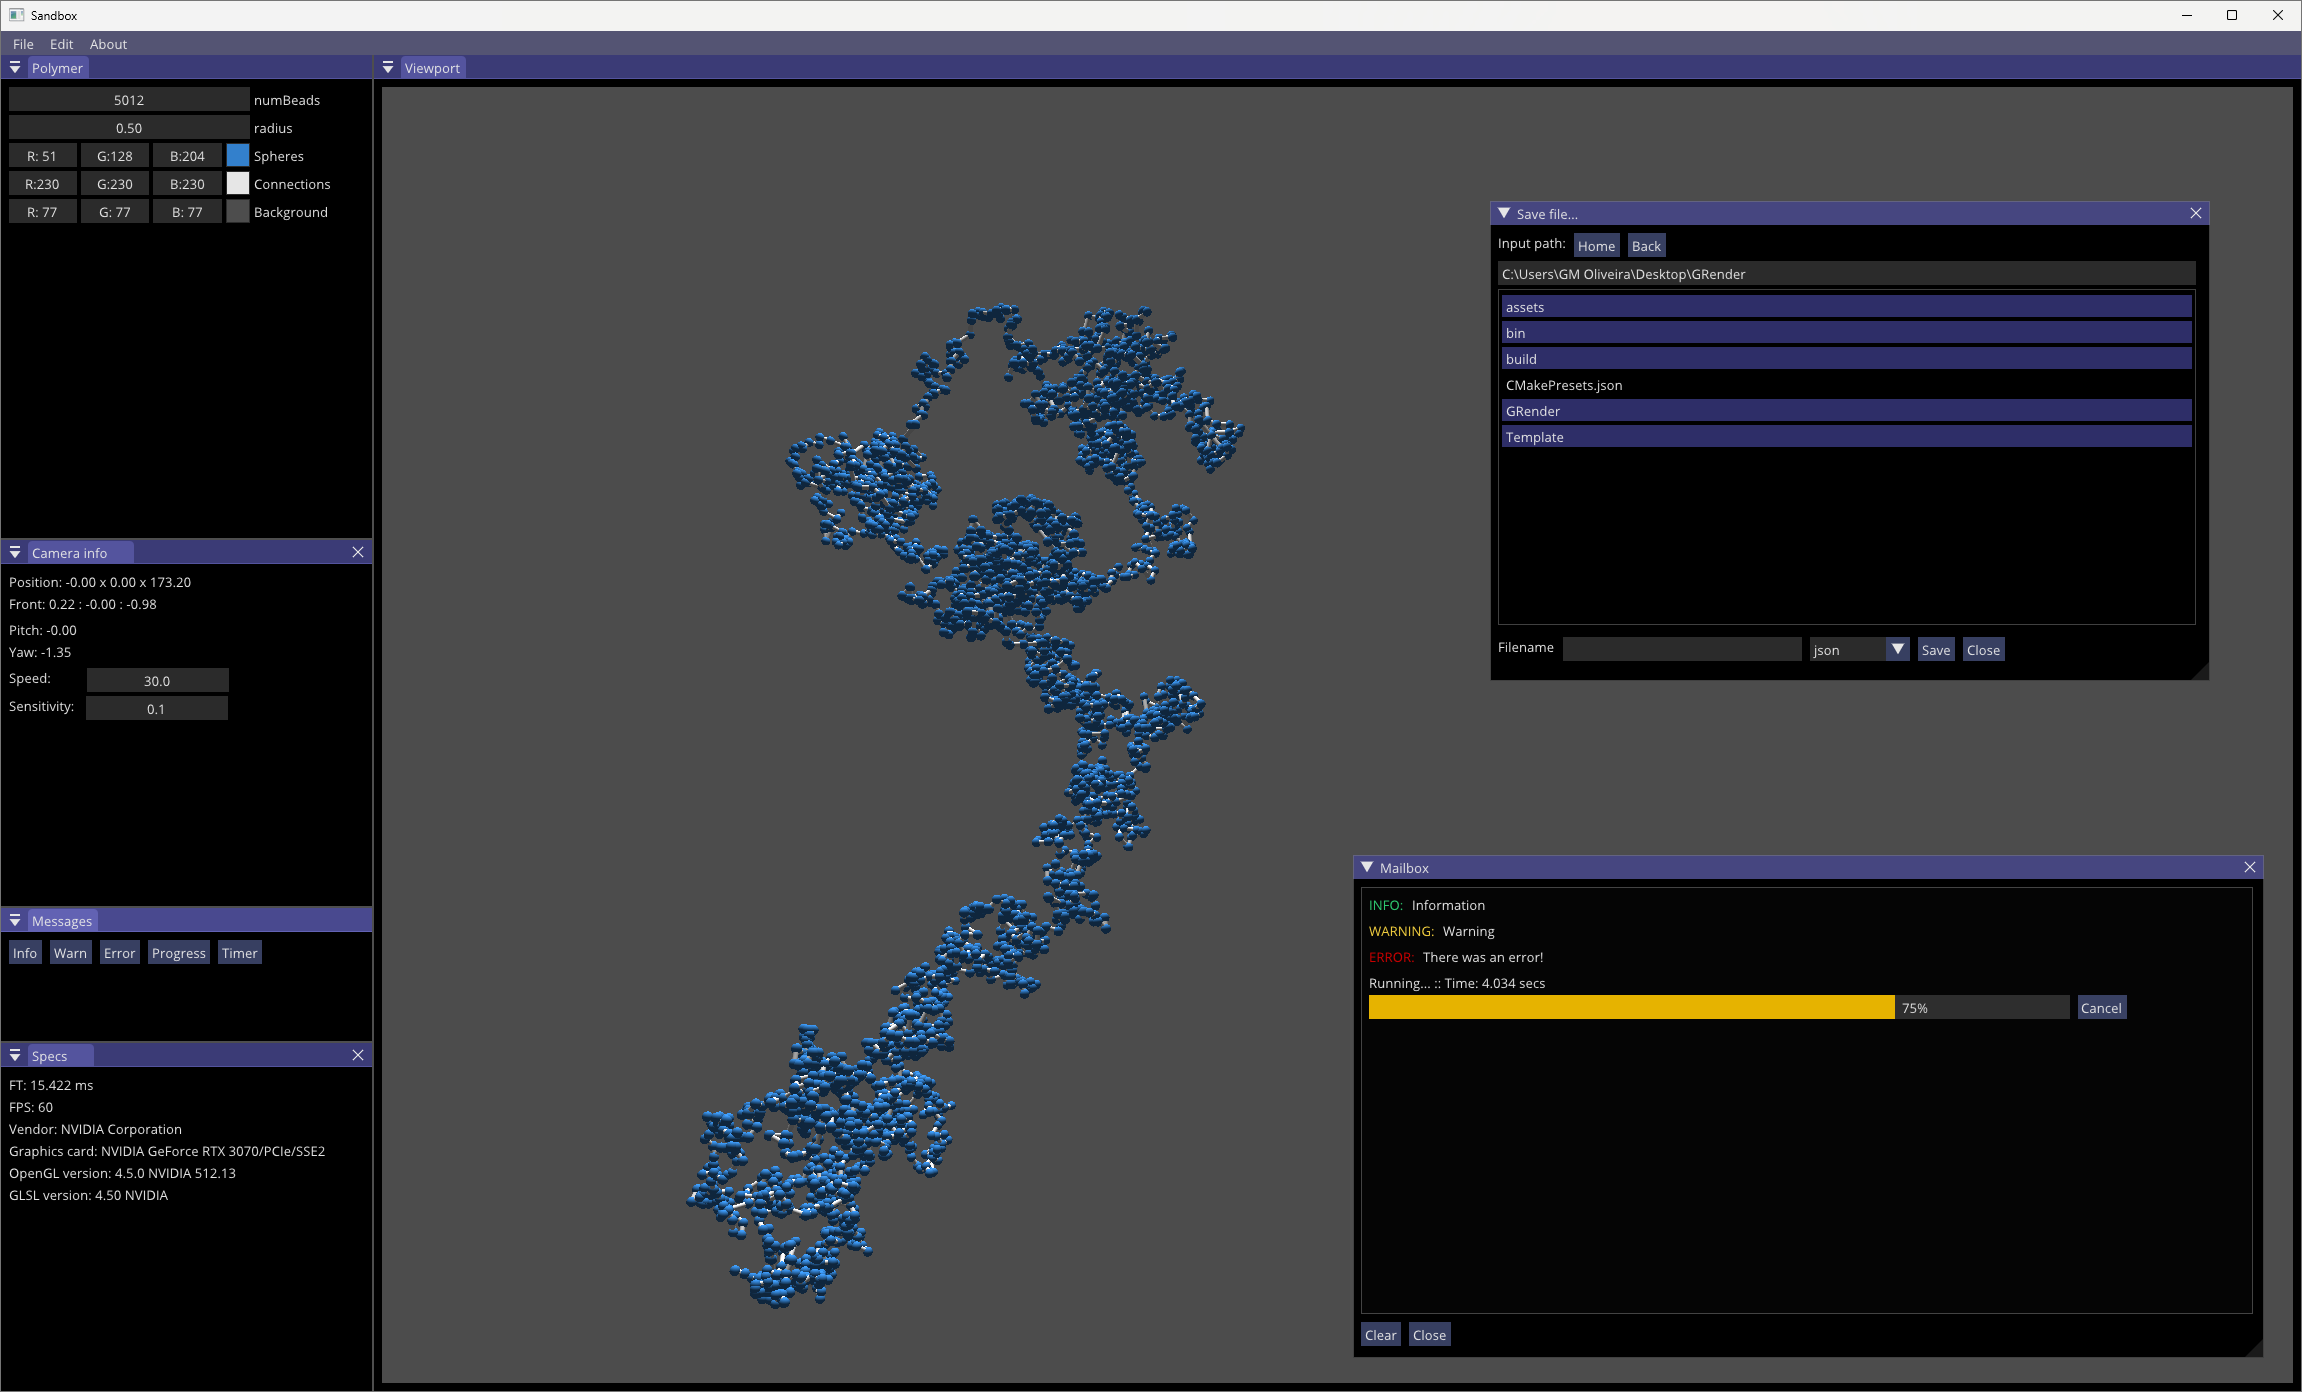 Sandbox
File Edit About
Polymer
5012 numBeads
0.50 radius
R: 51 G:128 B:204 Spheres
R:230 G:230 B:230 Connections
R: 77 G: 77 B: 77 Background
Camera info
Position: -0.00 x 0.00 x 173.20
Front: 0.22 : -0.00 : -0.98
Pitch: -0.00
Yaw: -1.35
Speed: 30.0
Sensitivity: 0.1
Messages
Info Warn Error Progress Timer
Specs
FT: 15.422 ms
FPS: 60
Vendor: NVIDIA Corporation
Graphics card: NVIDIA GeForce RTX 3070/PCIe/SSE2
OpenGL version: 4.5.0 NVIDIA 512.13
GLSL version: 4.50 NVIDIA
Viewport
Save file...
Input path: Home Back
C:\Users\GM Oliveira\Desktop\GRender
assets
bin
build
CMakePresets.json
GRender
Template
Filename json Save Close
Mailbox
INFO: Information
WARNING: Warning
ERROR: There was an error!
Running... :: Time: 4.034 secs
75% Cancel
Clear Close